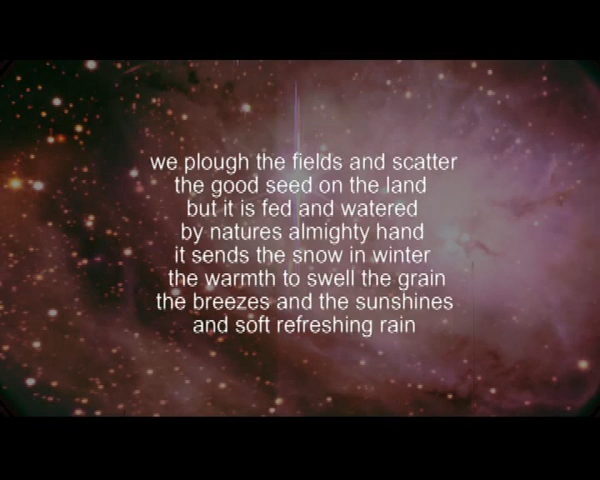 we plough the fields and scatter
the good seed on the land
but it is fed and watered
by natures almighty hand
it sends the snow in winter
the warmth to swell the grain
the breezes and the sunshines
and soft refreshing rain